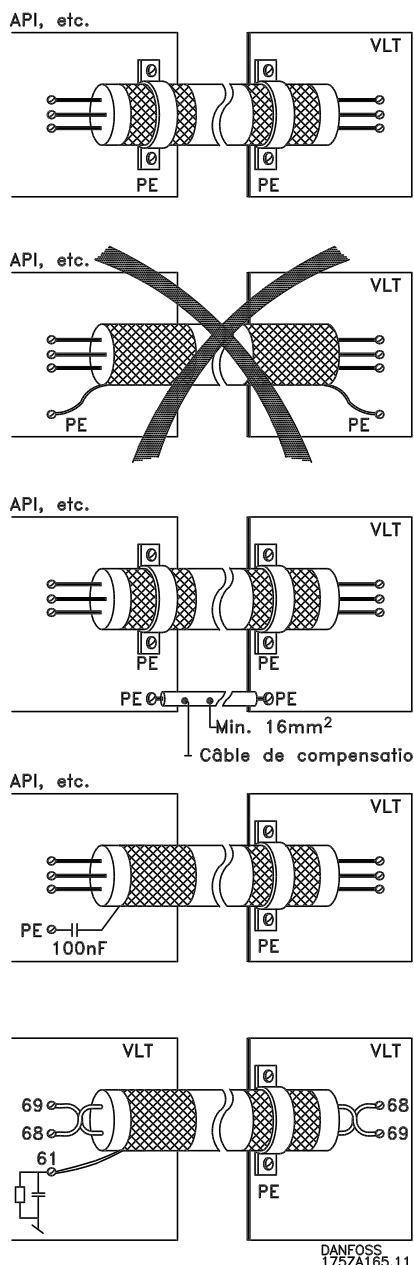 API, etc.
VLT
PE
PE
API, etc.
VLT
PE
PE
API, etc.
VLT
PE
PE
PE
PE
Min. 16mm²
Câble de compensatio
API, etc.
VLT
PE
100nF
PE
VLT
VLT
69
68
68
69
61
PE
DANFOSS
175ZA165.11